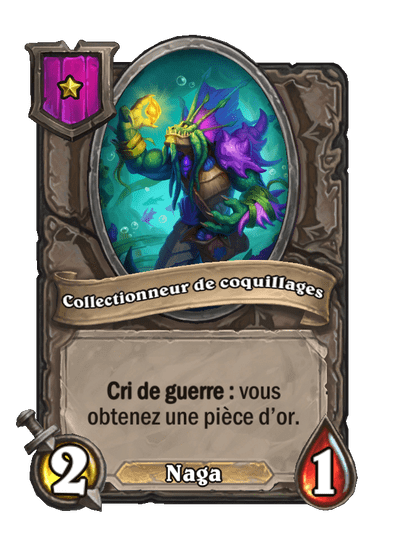 Collectionneur de coquillages
Cri de guerre : vous
obtenez une pièce d'or.
2
Naga
1